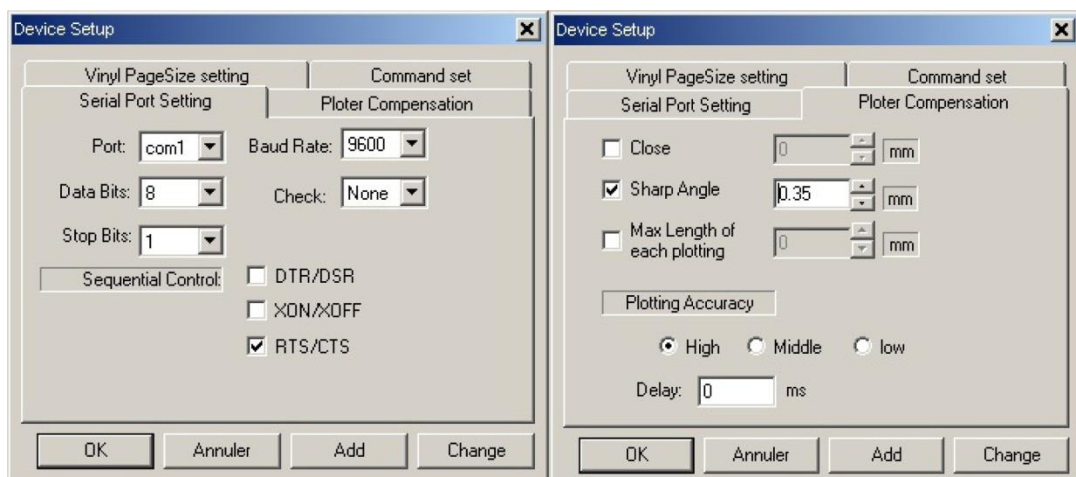 Device Setup
Vinyl PageSize setting
Command set
Serial Port Setting
Ploter Compensation
Port: com1 Baud Rate: 9600
Data Bits: 8 Check: None
Stop Bits: 1
Sequential Control: DTR/DSR
XON/XOFF
RTS/CTS
OK Annuler Add Change
Device Setup
Vinyl PageSize setting
Command set
Serial Port Setting
Ploter Compensation
Close 0 mm
Sharp Angle 0.35 mm
Max Length of
each plotting 0 mm
Plotting Accuracy
High Middle low
Delay: 0 ms
OK Annuler Add Change